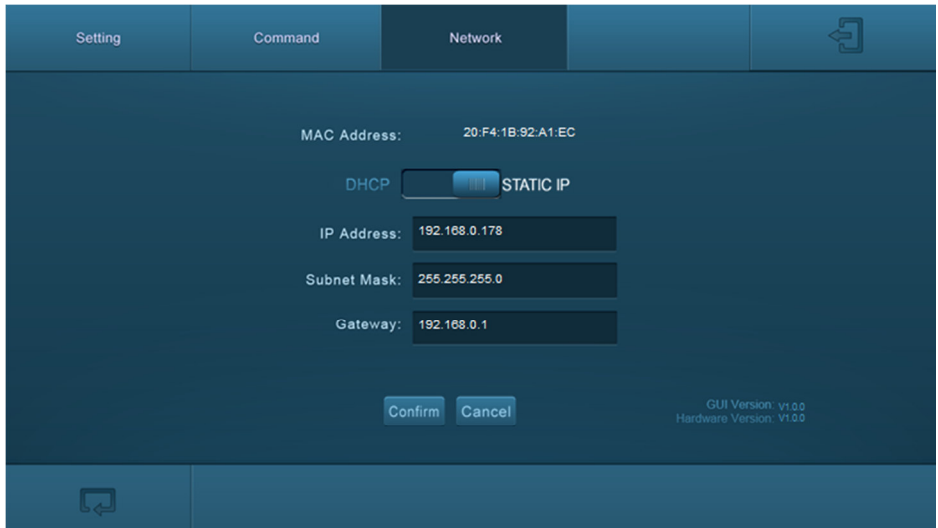 Setting Command Network
MAC Address: 20:F4:1B:92:A1:EC
DHCP STATIC IP
IP Address: 192.168.0.178
Subnet Mask: 255.255.255.0
Gateway: 192.168.0.1
Confirm Cancel
GUI Version: V1.0.0
Hardware Version: V1.0.0